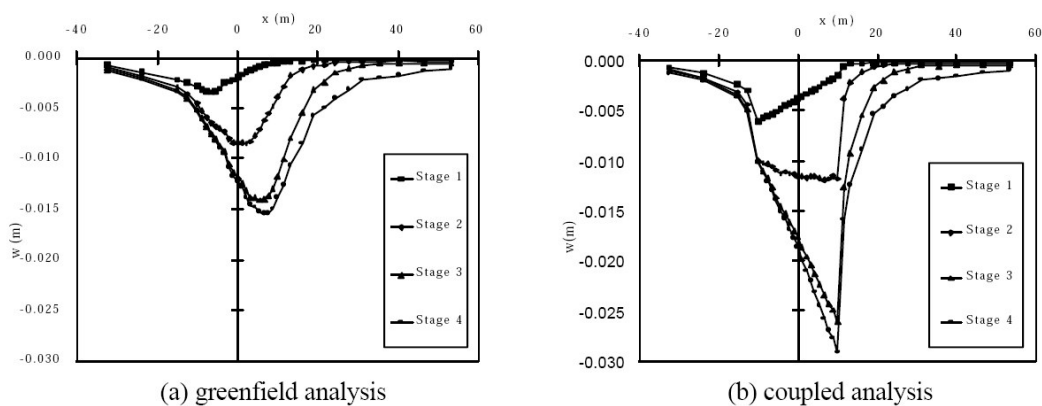 x (m)
-40 -20 0 20 40 60
0.000
-0.005
-0.010
-0.015
-0.020
-0.025
-0.030
w (m)
Stage 1
Stage 2
Stage 3
Stage 4
(a) greenfield analysis
x (m)
-40 -20 0 20 40 60
0.000
-0.005
-0.010
-0.015
-0.020
-0.025
-0.030
w(m)
Stage 1
Stage 2
Stage 3
Stage 4
(b) coupled analysis